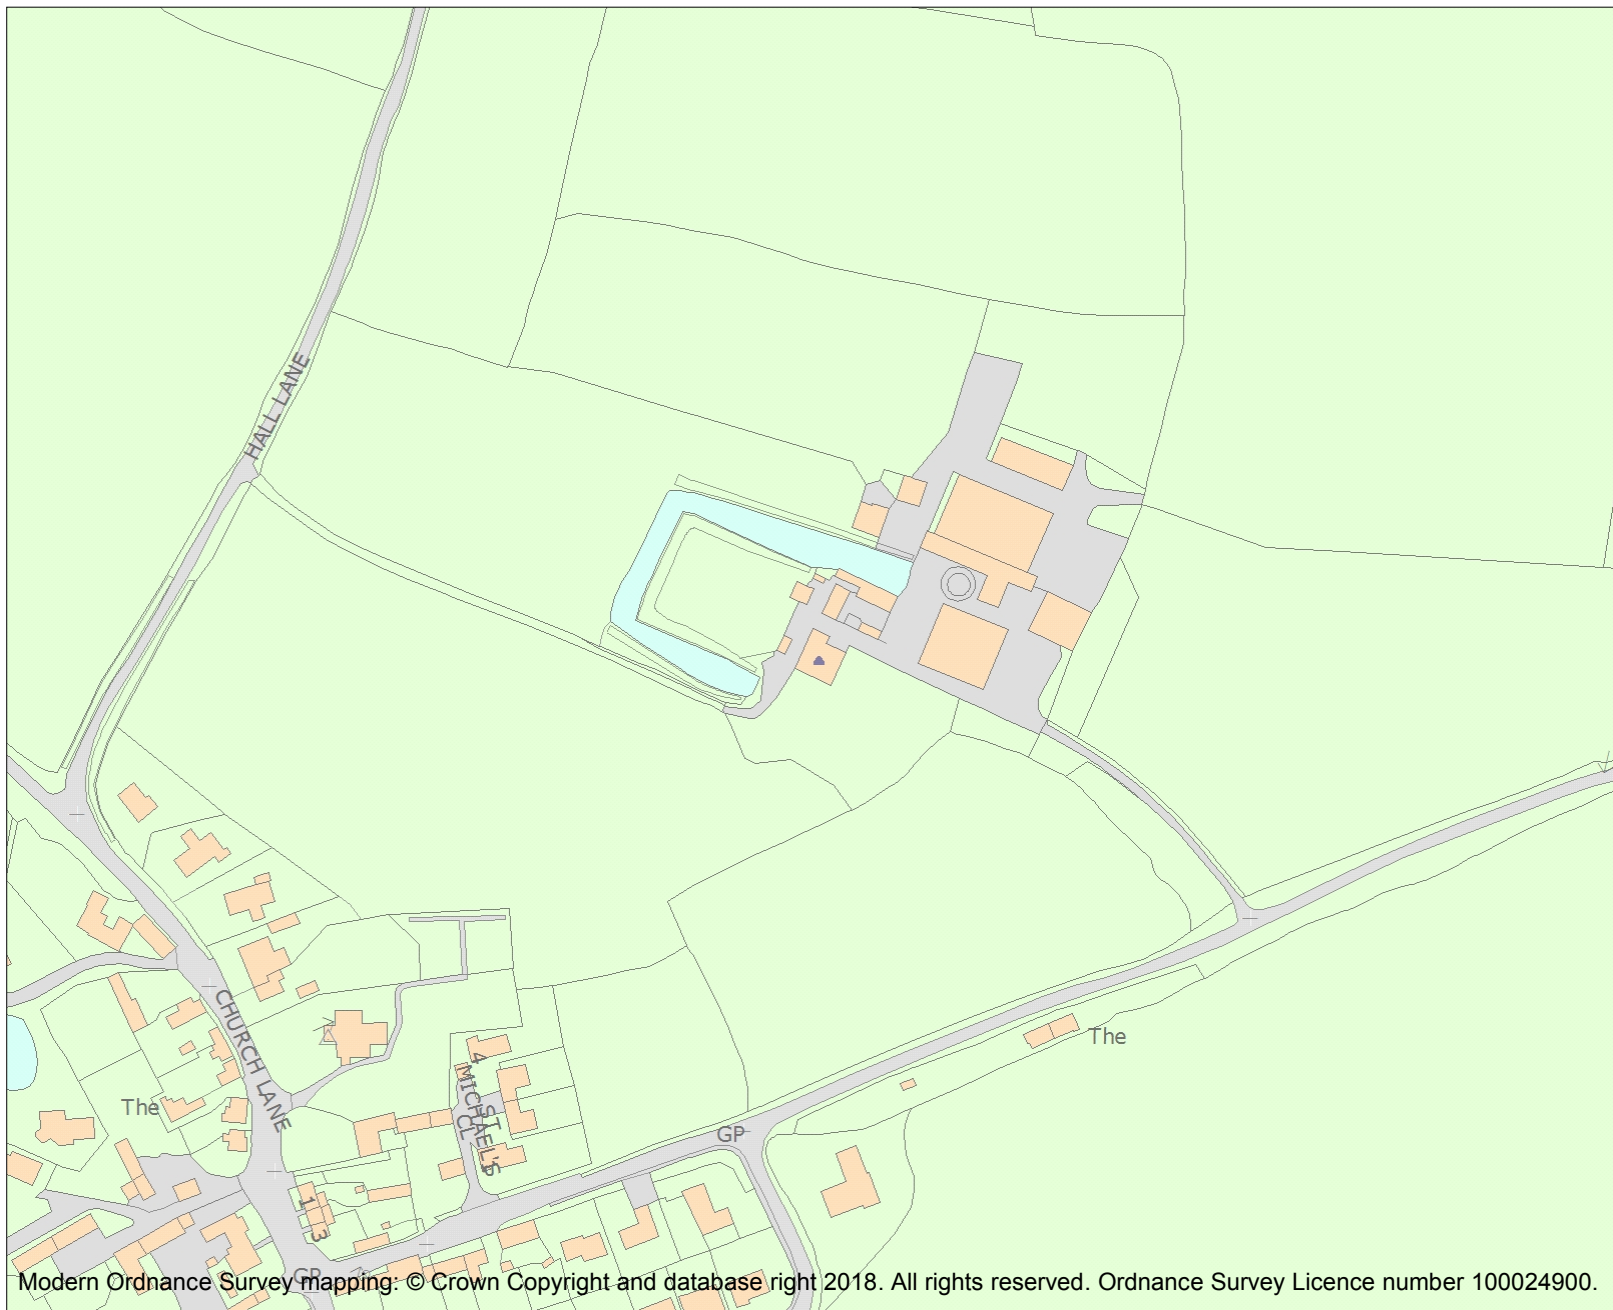 HALL LANE
The
CHURCH LANE
The
4
ST
MICHAEL'S
CL
GP
1
3
GP
Modern Ordnance Survey mapping: © Crown Copyright and database right 2018. All rights reserved. Ordnance Survey Licence number 100024900.